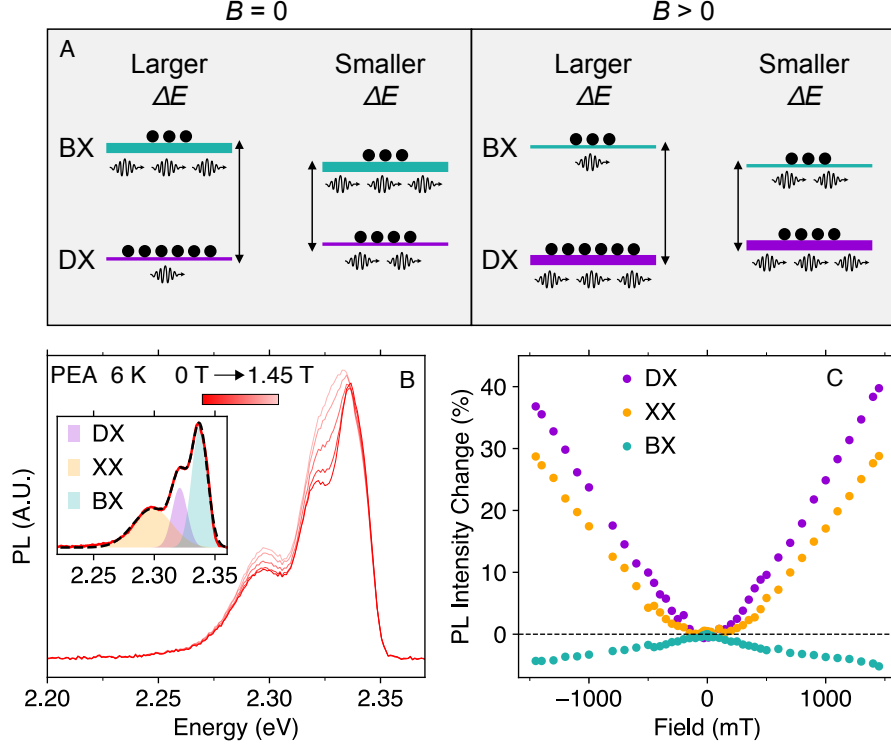 B = 0
B > 0
A
Larger
ΔE
Smaller
ΔE
Larger
ΔE
Smaller
ΔE
BX
BX
DX
DX
PEA 6 K 0 T → 1.45 T B
DX
XX
BX
2.25 2.30 2.35
PL (A.U.)
2.20 2.25 2.30 2.35
Energy (eV)
C
DX
XX
BX
40
30
20
10
0
PL Intensity Change (%)
−1000 0 1000
Field (mT)